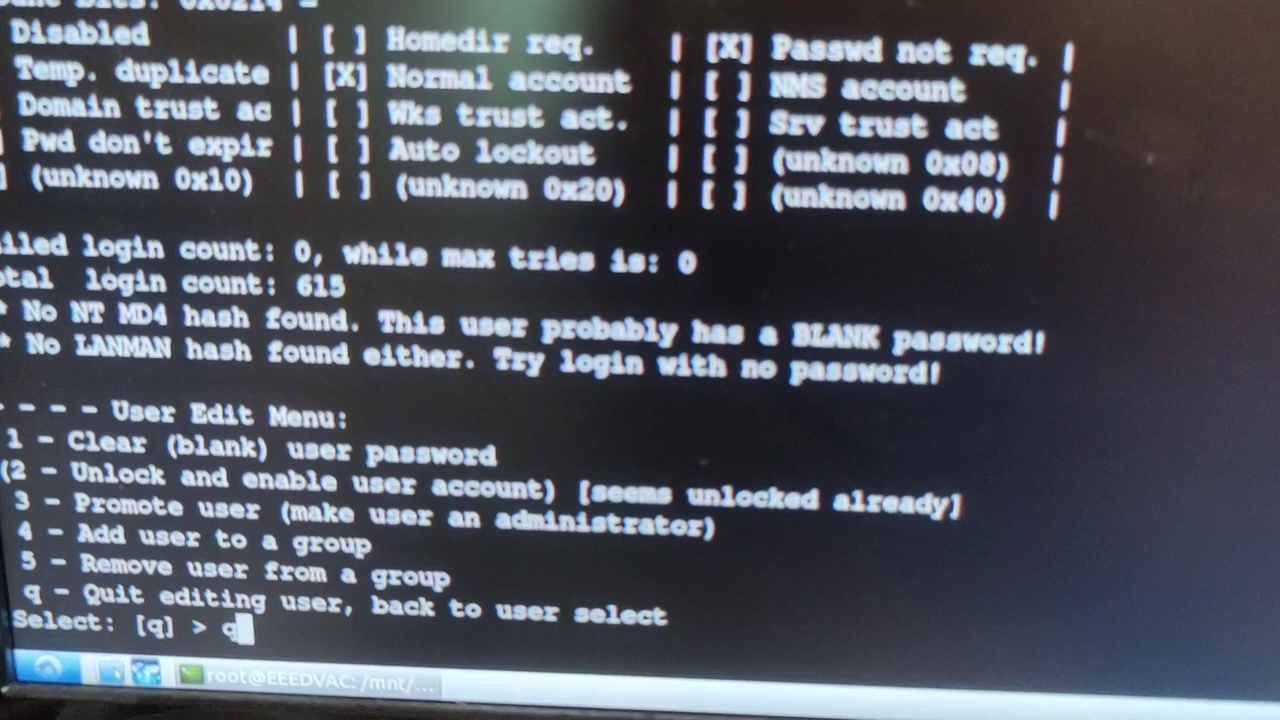 Bits: 0x0214 =
Disabled | [ ] Homedir req. | [X] Passwd not req. |
Temp. duplicate | [X] Normal account | [ ] NMS account |
Domain trust ac | [ ] Wks trust act. | [ ] Srv trust act |
Pwd don't expir | [ ] Auto lockout | [ ] (unknown 0x08) |
] (unknown 0x10) | [ ] (unknown 0x20) | [ ] (unknown 0x40) |
iled login count: 0, while max tries is: 0
otal login count: 615
* No NT MD4 hash found. This user probably has a BLANK password!
* No LANMAN hash found either. Try login with no password!
- - - - User Edit Menu:
1 - Clear (blank) user password
(2 - Unlock and enable user account) [seems unlocked already]
3 - Promote user (make user an administrator)
4 - Add user to a group
5 - Remove user from a group
q - Quit editing user, back to user select
Select: [q] > q
root@EEEDVAC: /mnt/...